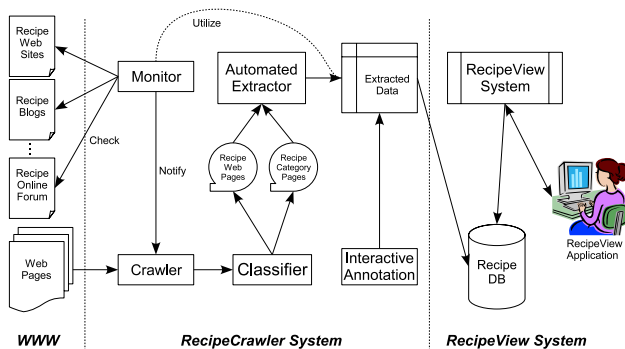 Recipe
Web
Sites
Recipe
Blogs
Recipe
Online
Forum
Web
Pages
WWW
Utilize
Monitor
Check
Notify
Automated
Extractor
Recipe
Web
Pages
Recipe
Category
Pages
Crawler
Classifier
Extracted
Data
Interactive
Annotation
RecipeCrawler System
RecipeView
System
RecipeView
Application
Recipe
DB
RecipeView System